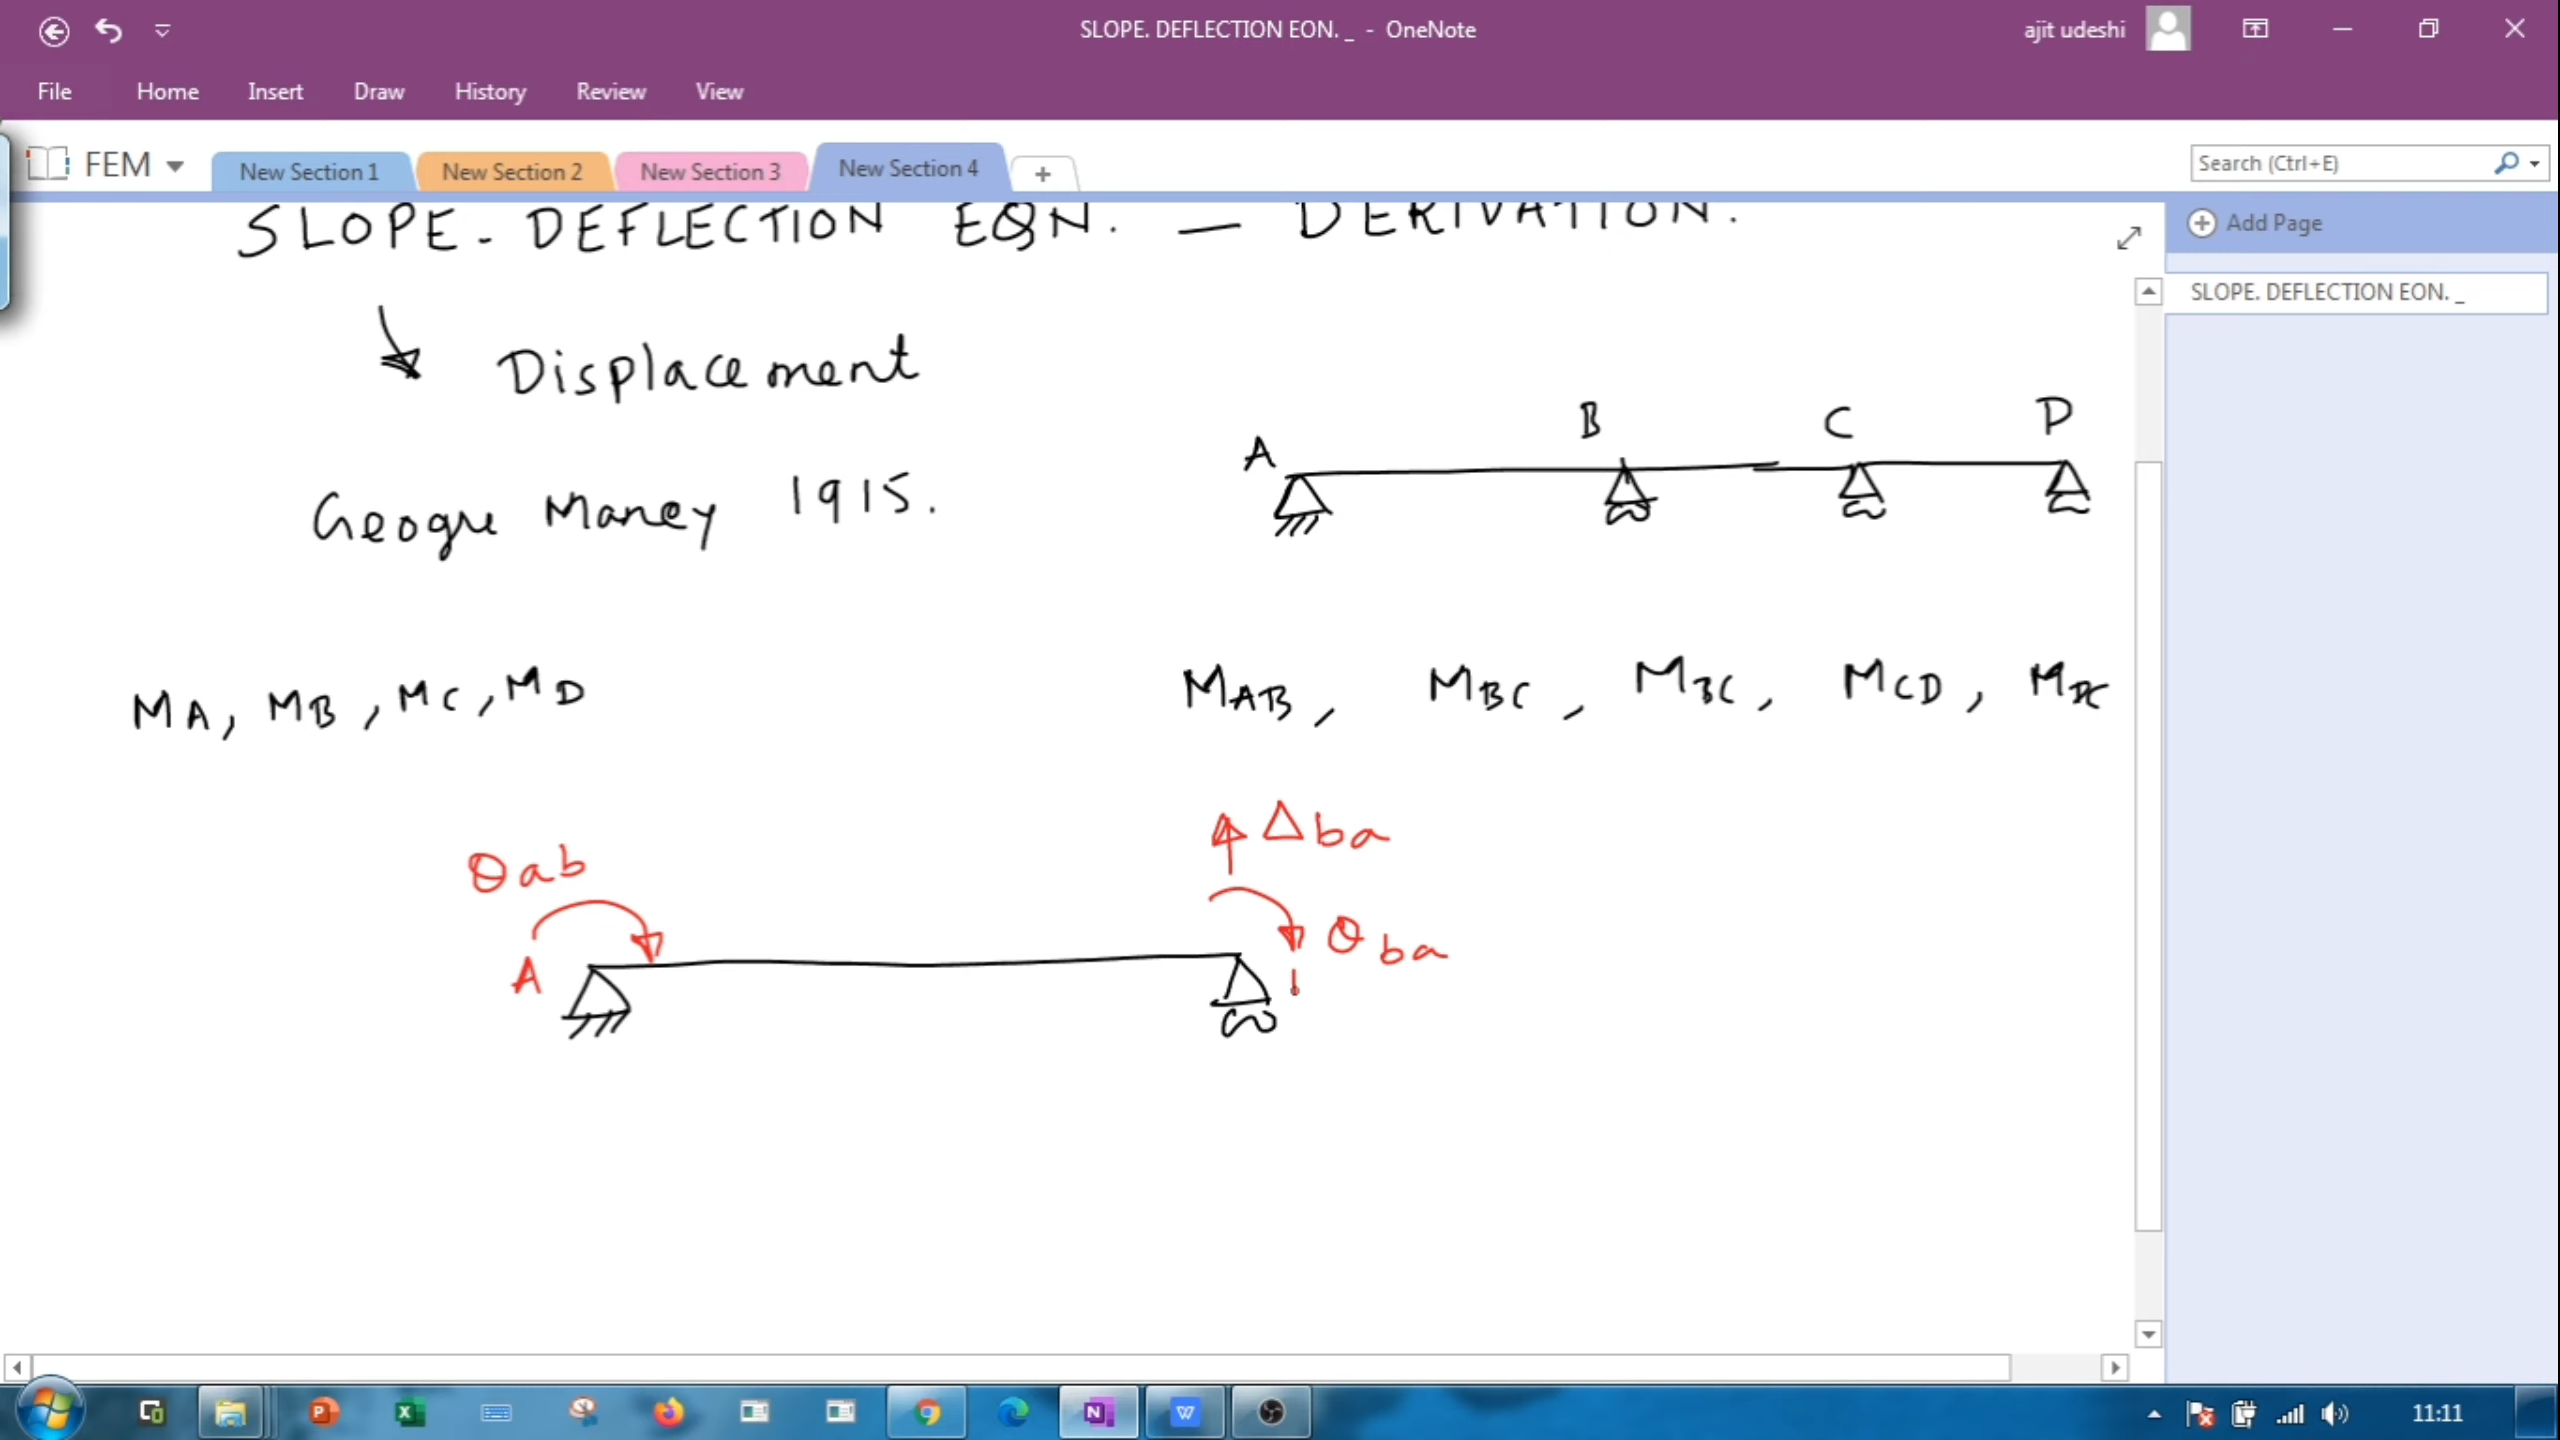 SLOPE. DEFLECTION EON. _ - OneNote
ajit udeshi
File Home Insert Draw History Review View
FEM New Section 1 New Section 2 New Section 3 New Section 4 +
Search (Ctrl+E)
Add Page
SLOPE. DEFLECTION EON. _
SLOPE-DEFLECTION EQN. — DERIVATION.
Displacement
Geogre Maney 1915.
A B C D
MA, MB, MC, MD
MAB, MBC, MBC, MCD, MDC
Δba
θab
θba
A
11:11